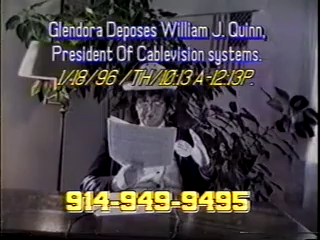 Glendora Deposes William J. Quinn,
President Of Cablevision systems.
1/18/96 /TH/10:13 A-12:13P.
914-949-9495